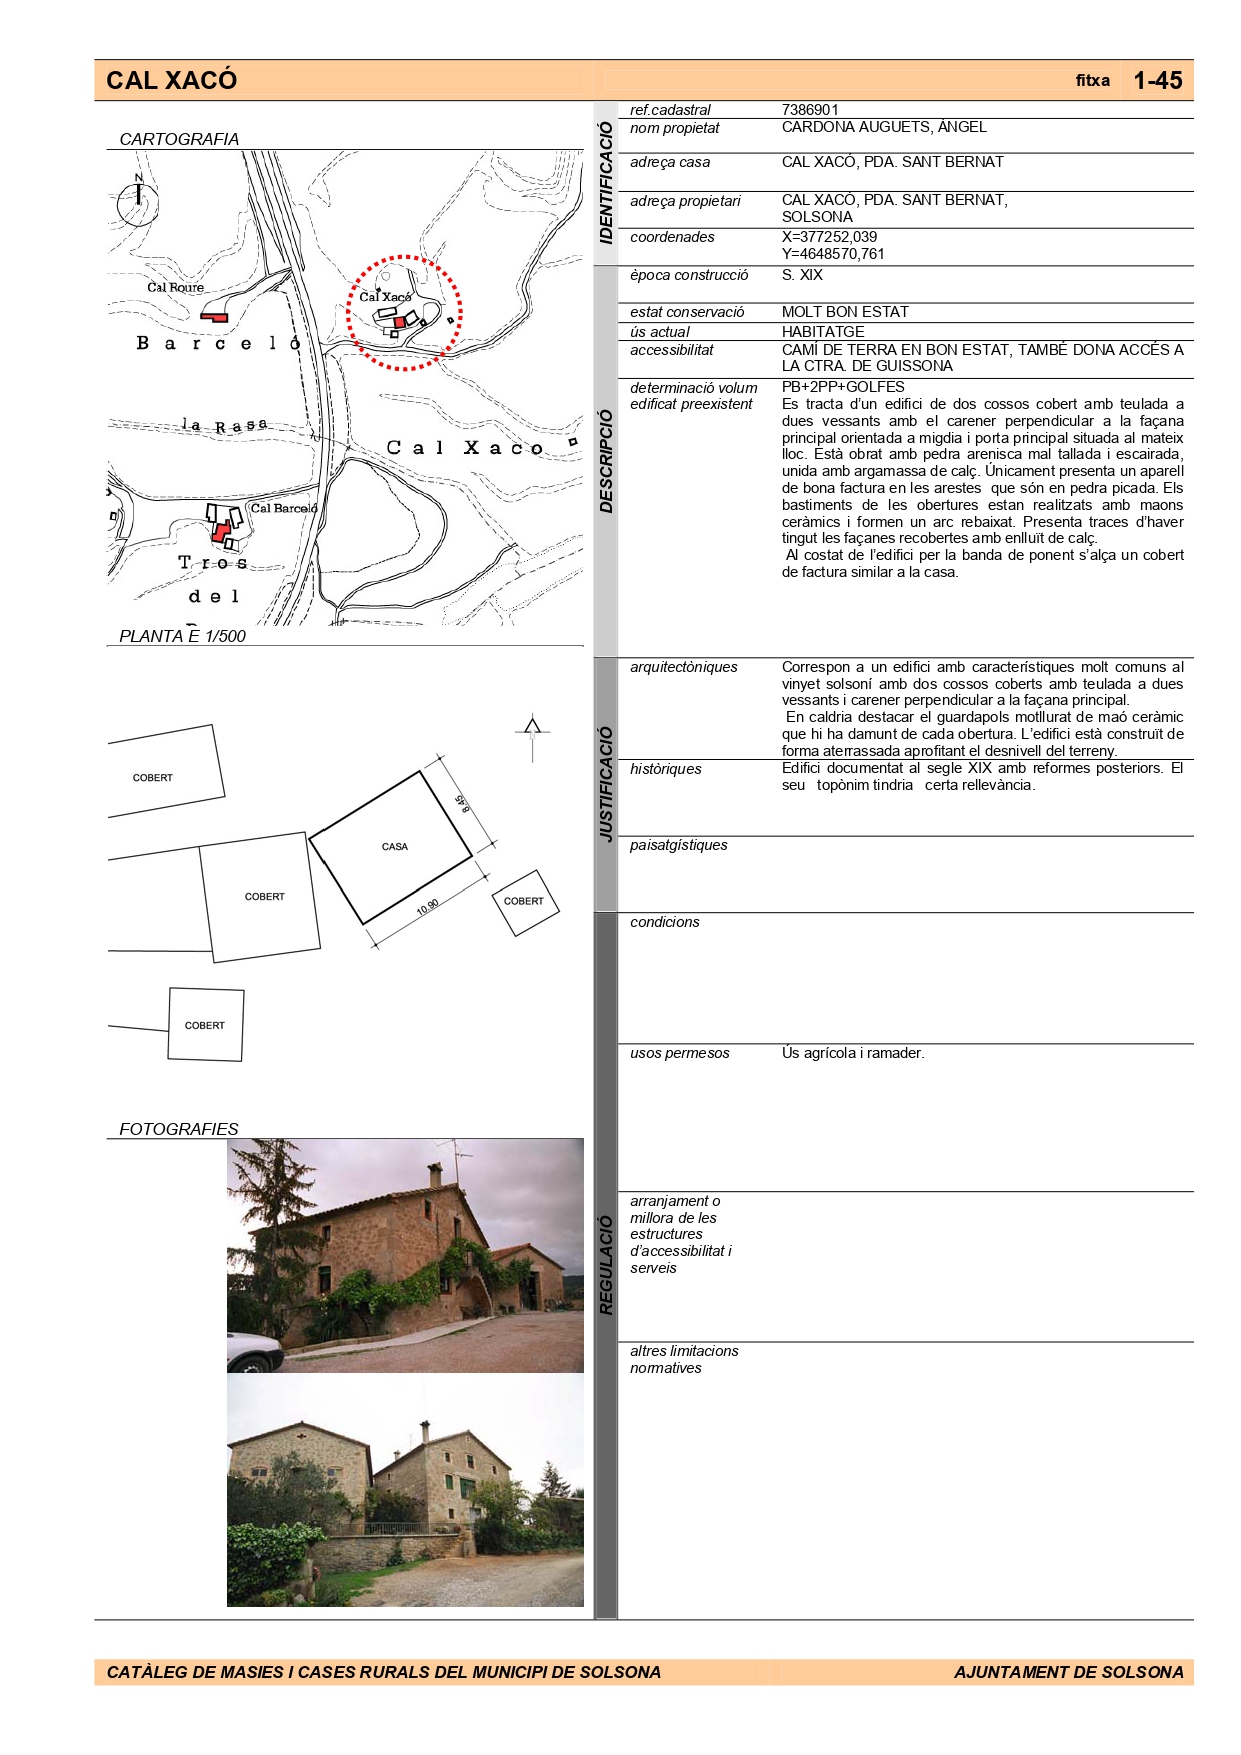 CAL XACÓ
fitxa 1-45
CARTOGRAFIA
N
Cal Roure
Cal Xacó
Barceló
la Rasa
Cal Xaco
Cal Barceló
Tros
del
PLANTA E 1/500
COBERT
CASA
8.45
COBERT
COBERT
10.90
COBERT
FOTOGRAFIES
IDENTIFICACIÓ
ref.cadastral 7386901
nom propietat CARDONA AUGUETS, ÀNGEL
adreça casa CAL XACÓ, PDA. SANT BERNAT
adreça propietari CAL XACÓ, PDA. SANT BERNAT,
SOLSONA
coordenades X=377252,039
Y=4648570,761
DESCRIPCIÓ
època construcció S. XIX
estat conservació MOLT BON ESTAT
ús actual HABITATGE
accessibilitat CAMÍ DE TERRA EN BON ESTAT, TAMBÉ DONA ACCÉS A
LA CTRA. DE GUISSONA
determinació volum PB+2PP+GOLFES
edificat preexistent Es tracta d’un edifici de dos cossos cobert amb teulada a
dues vessants amb el carener perpendicular a la façana
principal orientada a migdia i porta principal situada al mateix
lloc. Està obrat amb pedra arenisca mal tallada i escairada,
unida amb argamassa de calç. Únicament presenta un aparell
de bona factura en les arestes que són en pedra picada. Els
bastiments de les obertures estan realitzats amb maons
ceràmics i formen un arc rebaixat. Presenta traces d’haver
tingut les façanes recobertes amb enlluït de calç.
Al costat de l’edifici per la banda de ponent s’alça un cobert
de factura similar a la casa.
JUSTIFICACIÓ
arquitectòniques Correspon a un edifici amb característiques molt comuns al
vinyet solsoní amb dos cossos coberts amb teulada a dues
vessants i carener perpendicular a la façana principal.
En caldria destacar el guardapols motllurat de maó ceràmic
que hi ha damunt de cada obertura. L’edifici està construït de
forma aterrassada aprofitant el desnivell del terreny.
històriques Edifici documentat al segle XIX amb reformes posteriors. El
seu topònim tindria certa rellevància.
paisatgístiques
REGULACIÓ
condicions
usos permesos Ús agrícola i ramader.
arranjament o
millora de les
estructures
d’accessibilitat i
serveis
altres limitacions
normatives
CATÀLEG DE MASIES I CASES RURALS DEL MUNICIPI DE SOLSONA
AJUNTAMENT DE SOLSONA